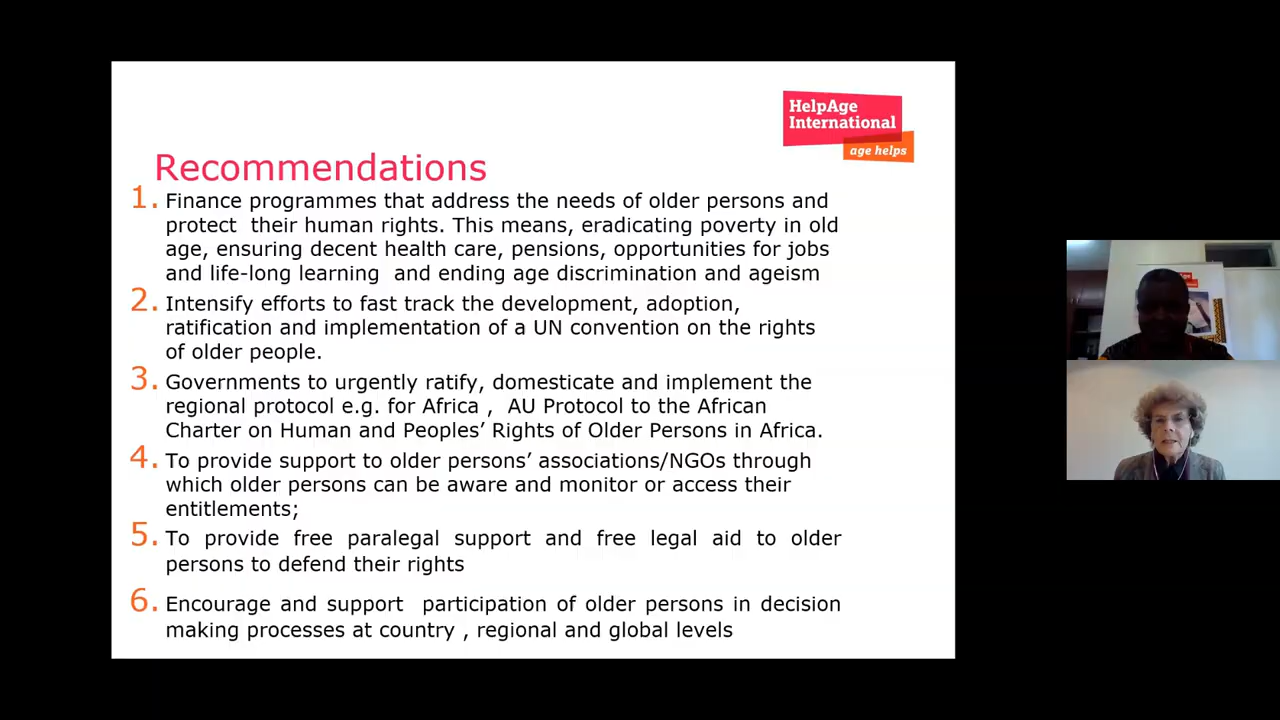 HelpAge
International
age helps
Recommendations
1. Finance programmes that address the needs of older persons and
protect their human rights. This means, eradicating poverty in old
age, ensuring decent health care, pensions, opportunities for jobs
and life-long learning and ending age discrimination and ageism
2. Intensify efforts to fast track the development, adoption,
ratification and implementation of a UN convention on the rights
of older people.
3. Governments to urgently ratify, domesticate and implement the
regional protocol e.g. for Africa , AU Protocol to the African
Charter on Human and Peoples’ Rights of Older Persons in Africa.
4. To provide support to older persons’ associations/NGOs through
which older persons can be aware and monitor or access their
entitlements;
5. To provide free paralegal support and free legal aid to older
persons to defend their rights
6. Encourage and support participation of older persons in decision
making processes at country , regional and global levels